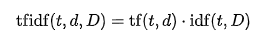 tfidf(t, d, D) = tf(t, d) · idf(t, D)